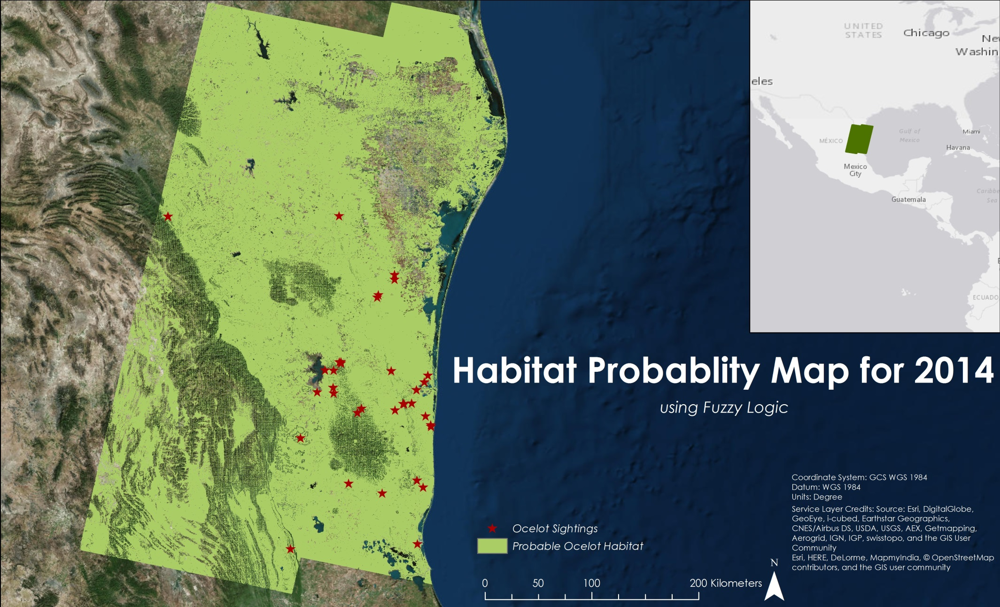 UNITED
STATES
Chicago
Washin
eles
Gulf of
Mexico
Miami
MÉXICO
Havana
Mexico
City
Guatemala
Caribbe
Sea
ECUADO
Habitat Probablity Map for 2014
using Fuzzy Logic
Coordinate System: GCS WGS 1984
Datum: WGS 1984
Units: Degree
Service Layer Credits: Source: Esri, DigitalGlobe,
GeoEye, i-cubed, Earthstar Geographics,
CNES/Airbus DS, USDA, USGS, AEX, Getmapping,
Aerogrid, IGN, IGP, swisstopo, and the GIS User
Community
Esri, HERE, DeLorme, MapmyIndia, © OpenStreetMap
contributors, and the GIS user community
Ocelot Sightings
Probable Ocelot Habitat
N
0 50 100 200 Kilometers